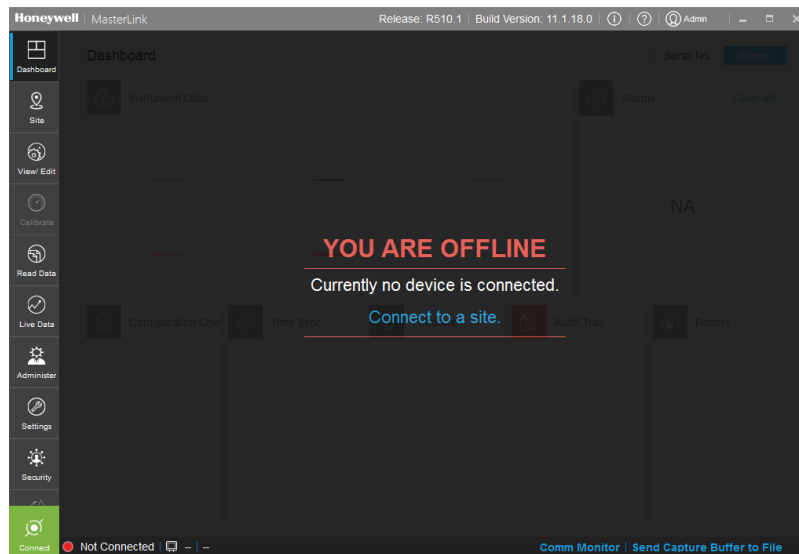 Honeywell | MasterLink
Release: R510.1 | Build Version: 11.1.18.0
Admin
Dashboard
Site
View/ Edit
Calibrate
Read Data
Live Data
Administer
Settings
Security
Connect
Dashboard
Serial No.
Instrument Data
Alarms
Clear All
NA
YOU ARE OFFLINE
Currently no device is connected.
Connect to a site.
Time Sync
Audit Trail
Battery
Not Connected | -- | --
Comm Monitor | Send Capture Buffer to File